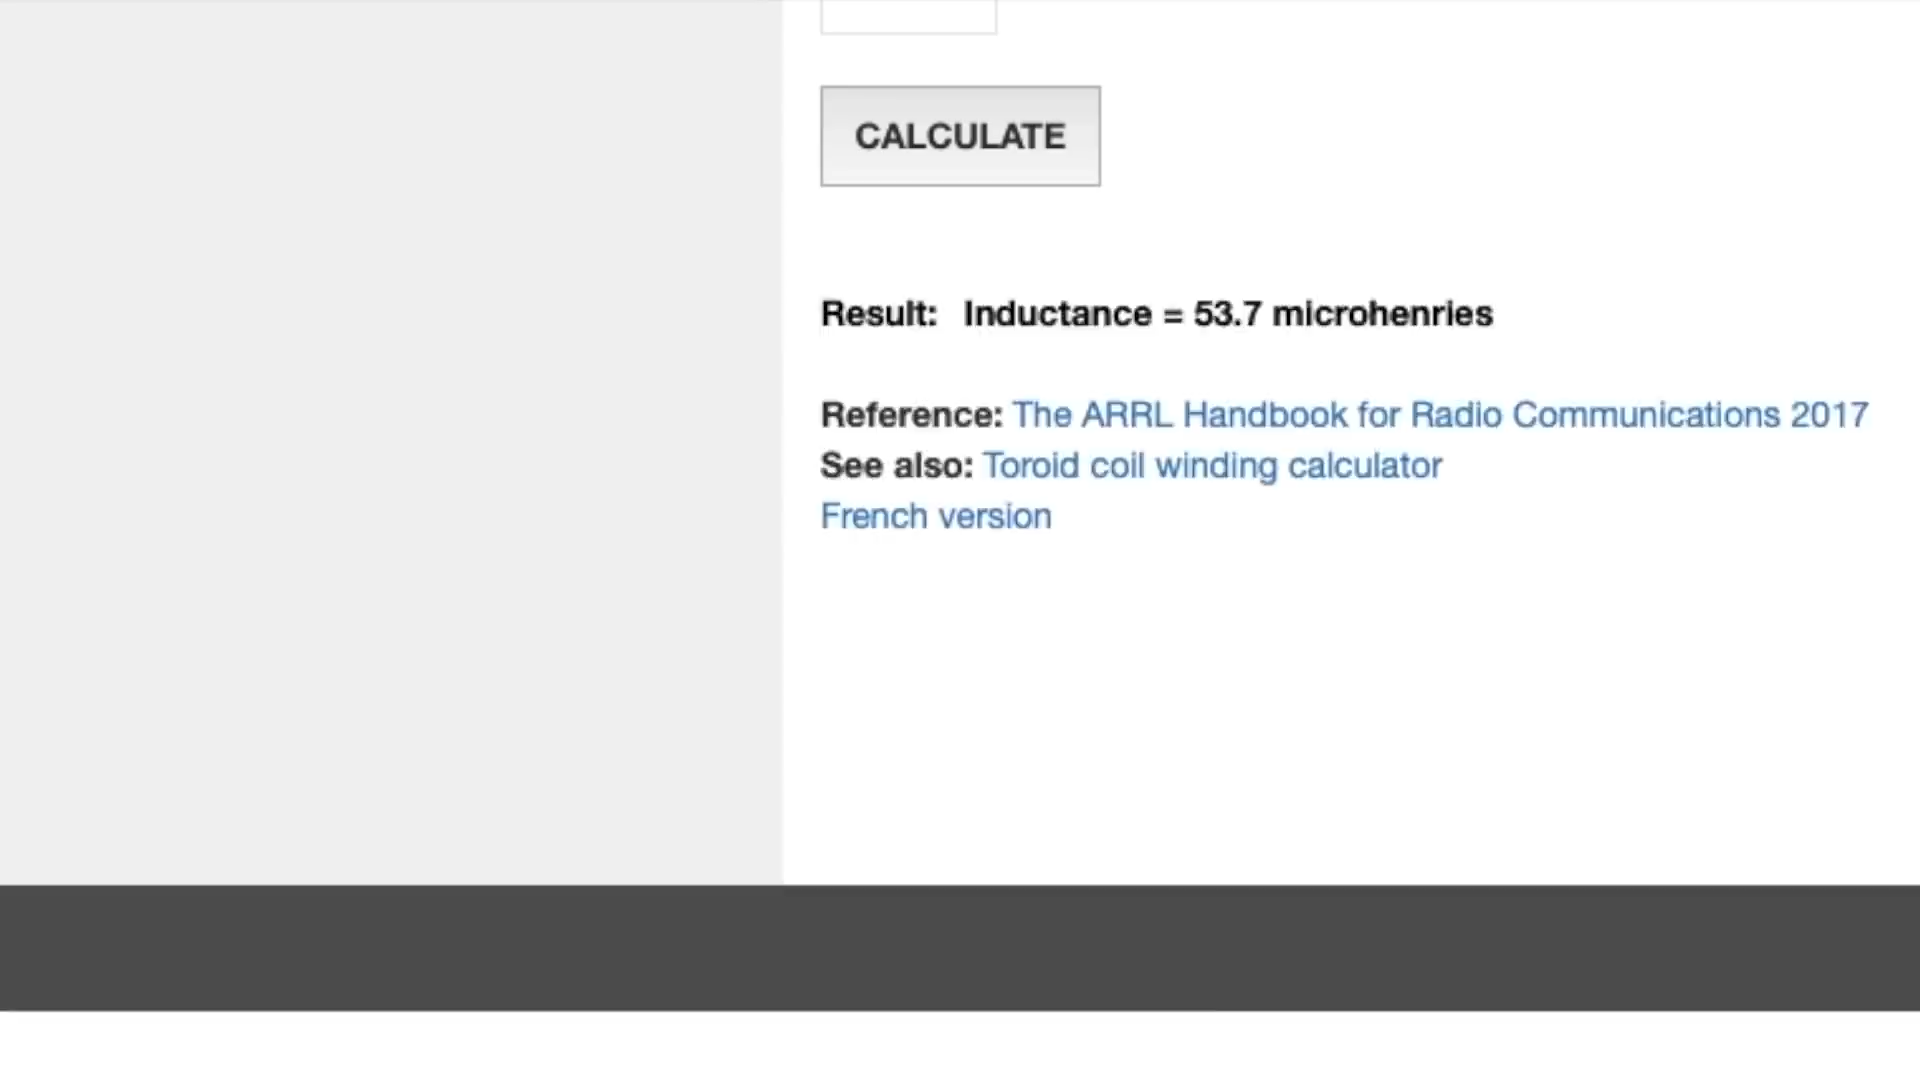 CALCULATE
Result: Inductance = 53.7 microhenries
Reference: The ARRL Handbook for Radio Communications 2017
See also: Toroid coil winding calculator
French version